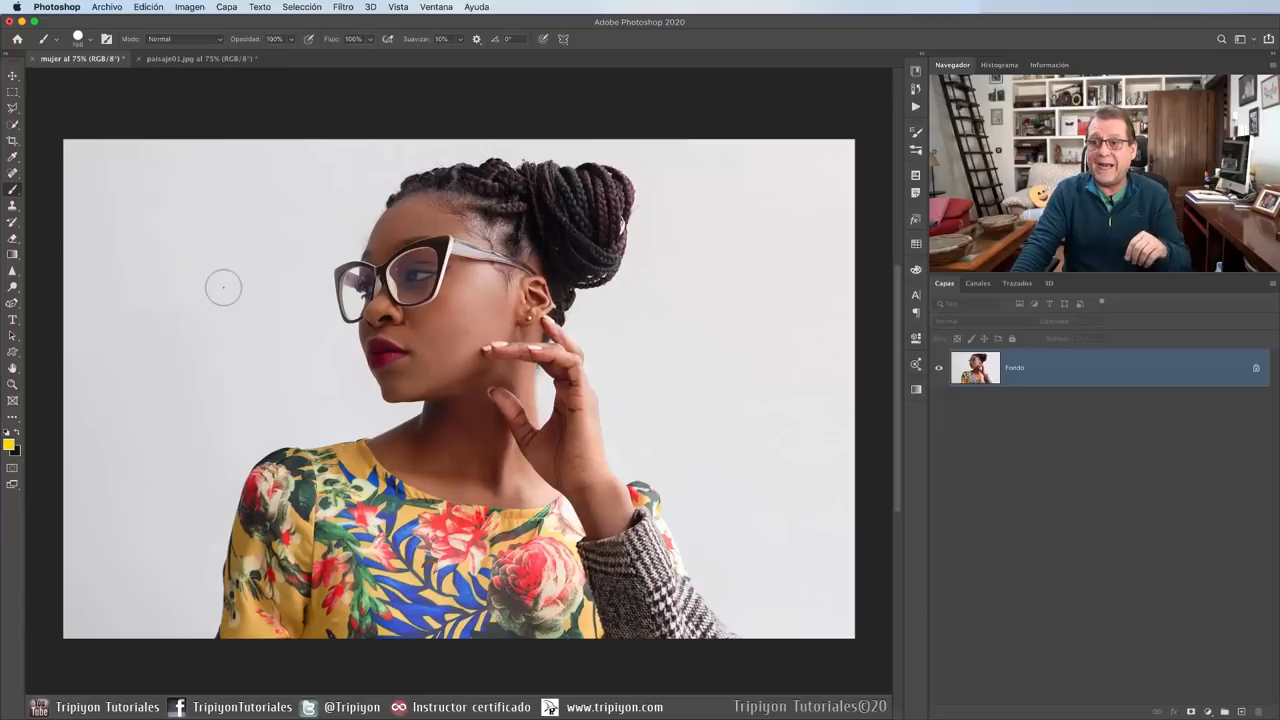 Photoshop Archivo Edición Imagen Capa Texto Selección Filtro 3D Vista Ventana Ayuda
Adobe Photoshop 2020
Modo: Normal Opacidad: 100% Flujo: 100% Suavizar: 10% 0°
mujer al 75% (RGB/8*) * paisaje01.jpg al 75% (RGB/8*) *
Navegador Histograma Información
Capas Canales Trazados 3D
Normal
Fondo
Tripiyon Tutoriales TripiyonTutoriales @Tripiyon Instructor certificado www.tripiyon.com Tripiyon Tutoriales©20